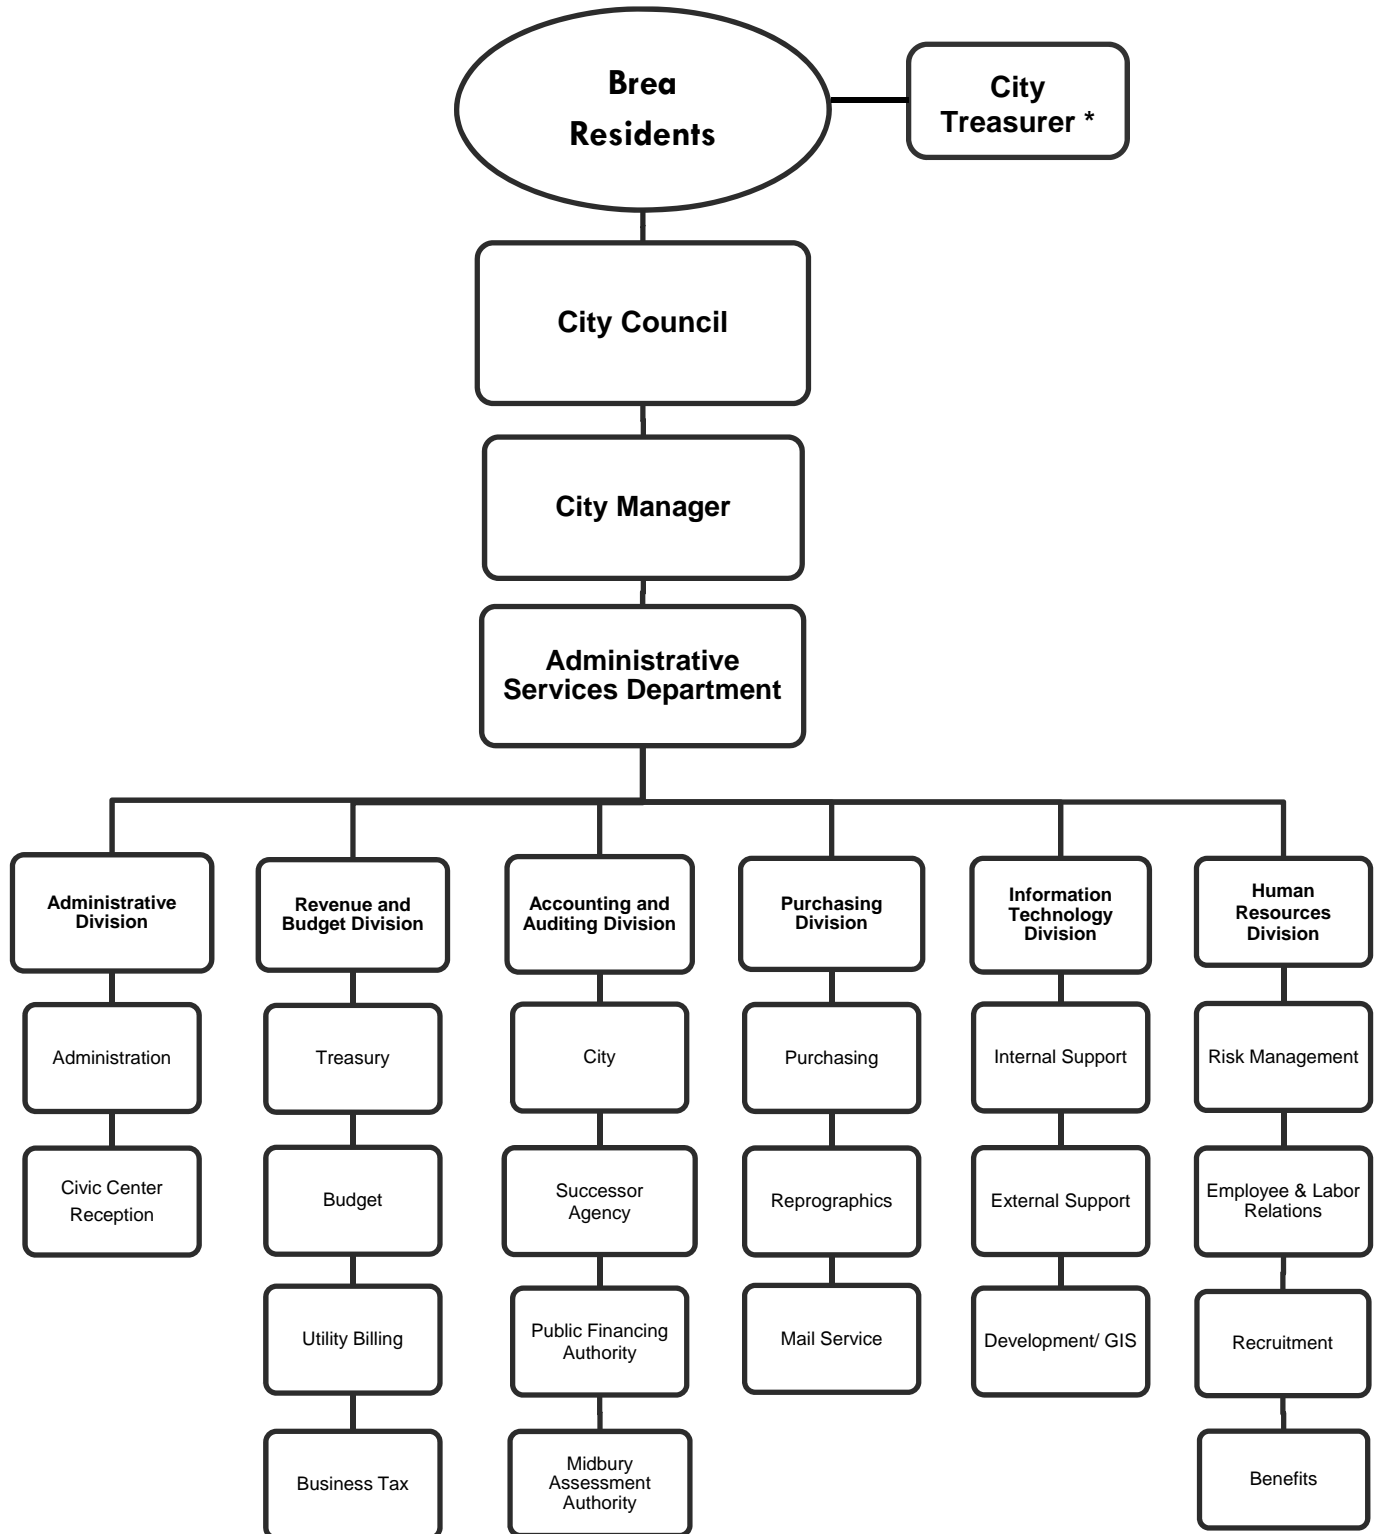 Brea
Residents
City
Treasurer *
City Council
City Manager
Administrative
Services Department
Administrative
Division
Revenue and
Budget Division
Accounting and
Auditing Division
Purchasing
Division
Information
Technology
Division
Human
Resources
Division
Administration
Treasury
City
Purchasing
Internal Support
Risk Management
Civic Center
Reception
Budget
Successor
Agency
Reprographics
External Support
Employee & Labor
Relations
Utility Billing
Public Financing
Authority
Mail Service
Development/ GIS
Recruitment
Business Tax
Midbury
Assessment
Authority
Benefits